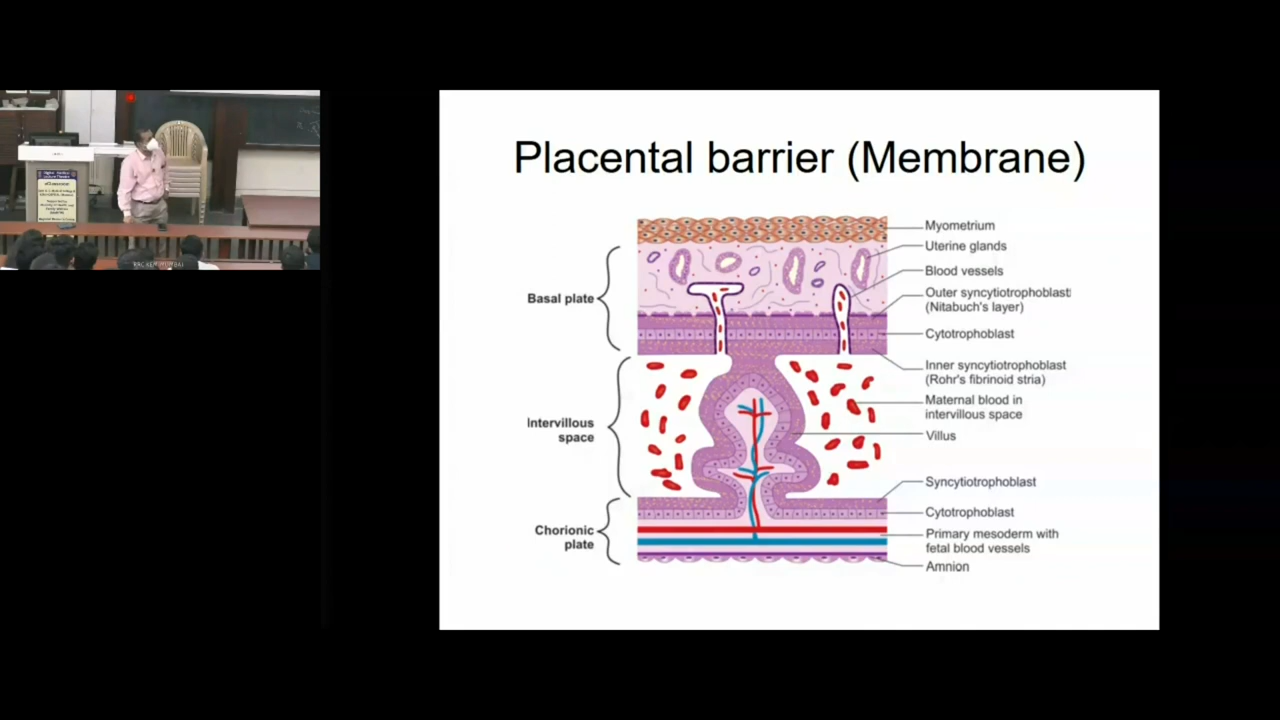 Placental barrier (Membrane)
Myometrium
Uterine glands
Blood vessels
Outer syncytiotrophoblast
(Nitabuch's layer)
Cytotrophoblast
Inner syncytiotrophoblast
(Rohr's fibrinoid stria)
Maternal blood in
intervillous space
Villus
Syncytiotrophoblast
Cytotrophoblast
Primary mesoderm with
fetal blood vessels
Amnion
Basal plate
Intervillous
space
Chorionic
plate